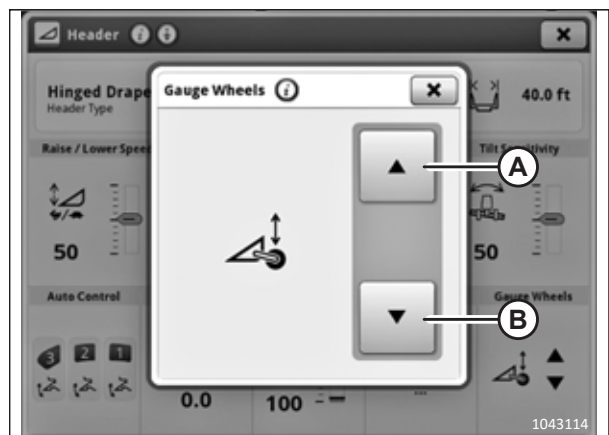 Header
Hinged Drape
Header Type
40.0 ft
Gauge Wheels
Raise / Lower Speed
Tilt Sensitivity
50
50
A
B
Auto Control
Gauge Wheels
3 2 1
0.0
100
...
1043114